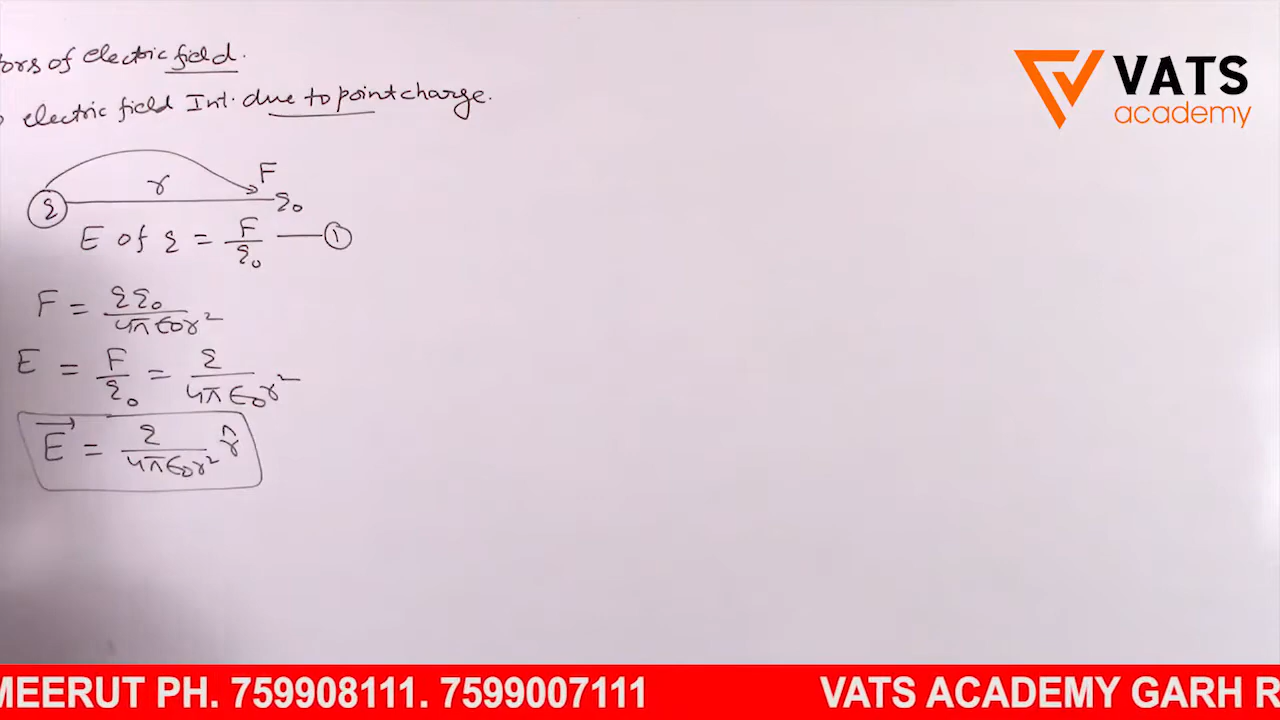 ors of electric field.
electric field Int. due to point charge.
VATS
academy
F
r
q
q₀
E of q = F/q₀ —— ①
F = qq₀/4πε₀r²
E = F/q₀ = q/4πε₀r²
E⃗ = q/4πε₀r² r̂
MEERUT PH. 759908111. 7599007111 VATS ACADEMY GARH R